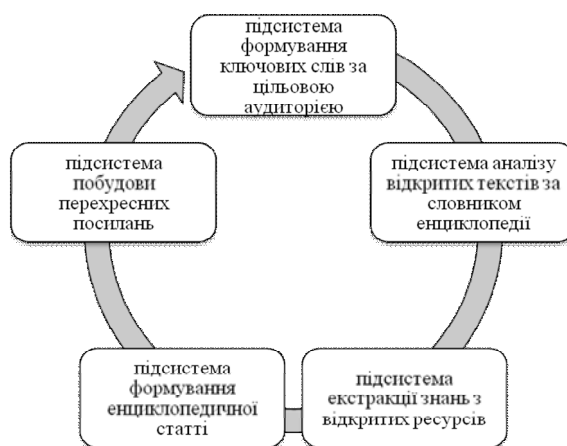 підсистема
формування
ключових слів за
цільовою
аудиторією
підсистема аналізу
відкритих текстів за
словником
енциклопедії
підсистема
екстракції знань з
відкритих ресурсів
підсистема
формування
енциклопедичної
статті
підсистема
побудови
перехресних
посилань